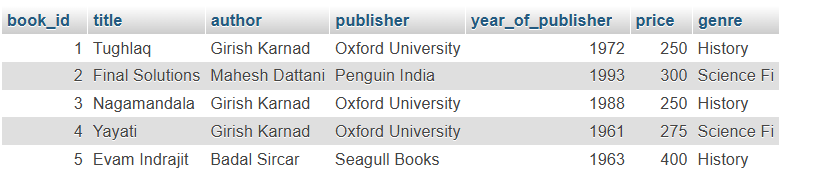 book_id title author publisher year_of_publisher price genre
1 Tughlaq Girish Karnad Oxford University 1972 250 History
2 Final Solutions Mahesh Dattani Penguin India 1993 300 Science Fi
3 Nagamandala Girish Karnad Oxford University 1988 250 History
4 Yayati Girish Karnad Oxford University 1961 275 Science Fi
5 Evam Indrajit Badal Sircar Seagull Books 1963 400 History